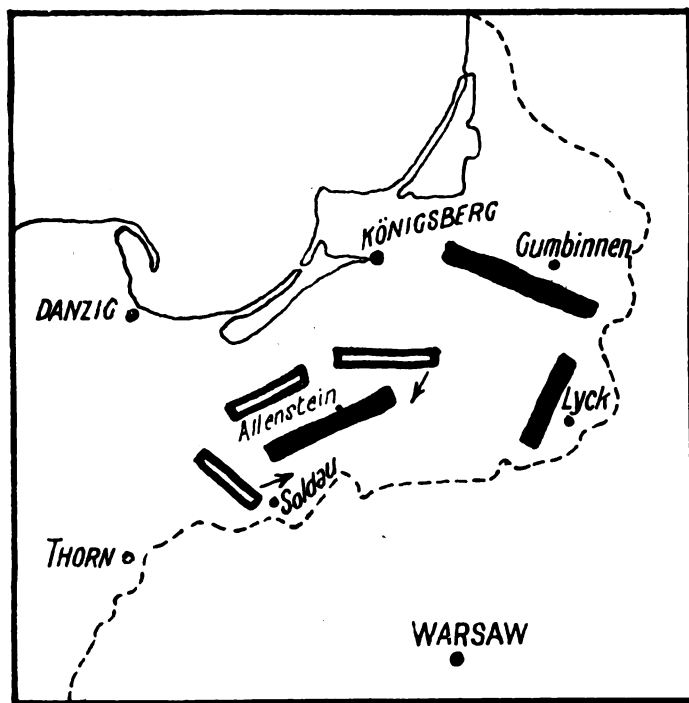 KÖNIGSBERG
Gumbinnen
DANZIG
Allenstein
Lyck
Soldau
THORN
WARSAW